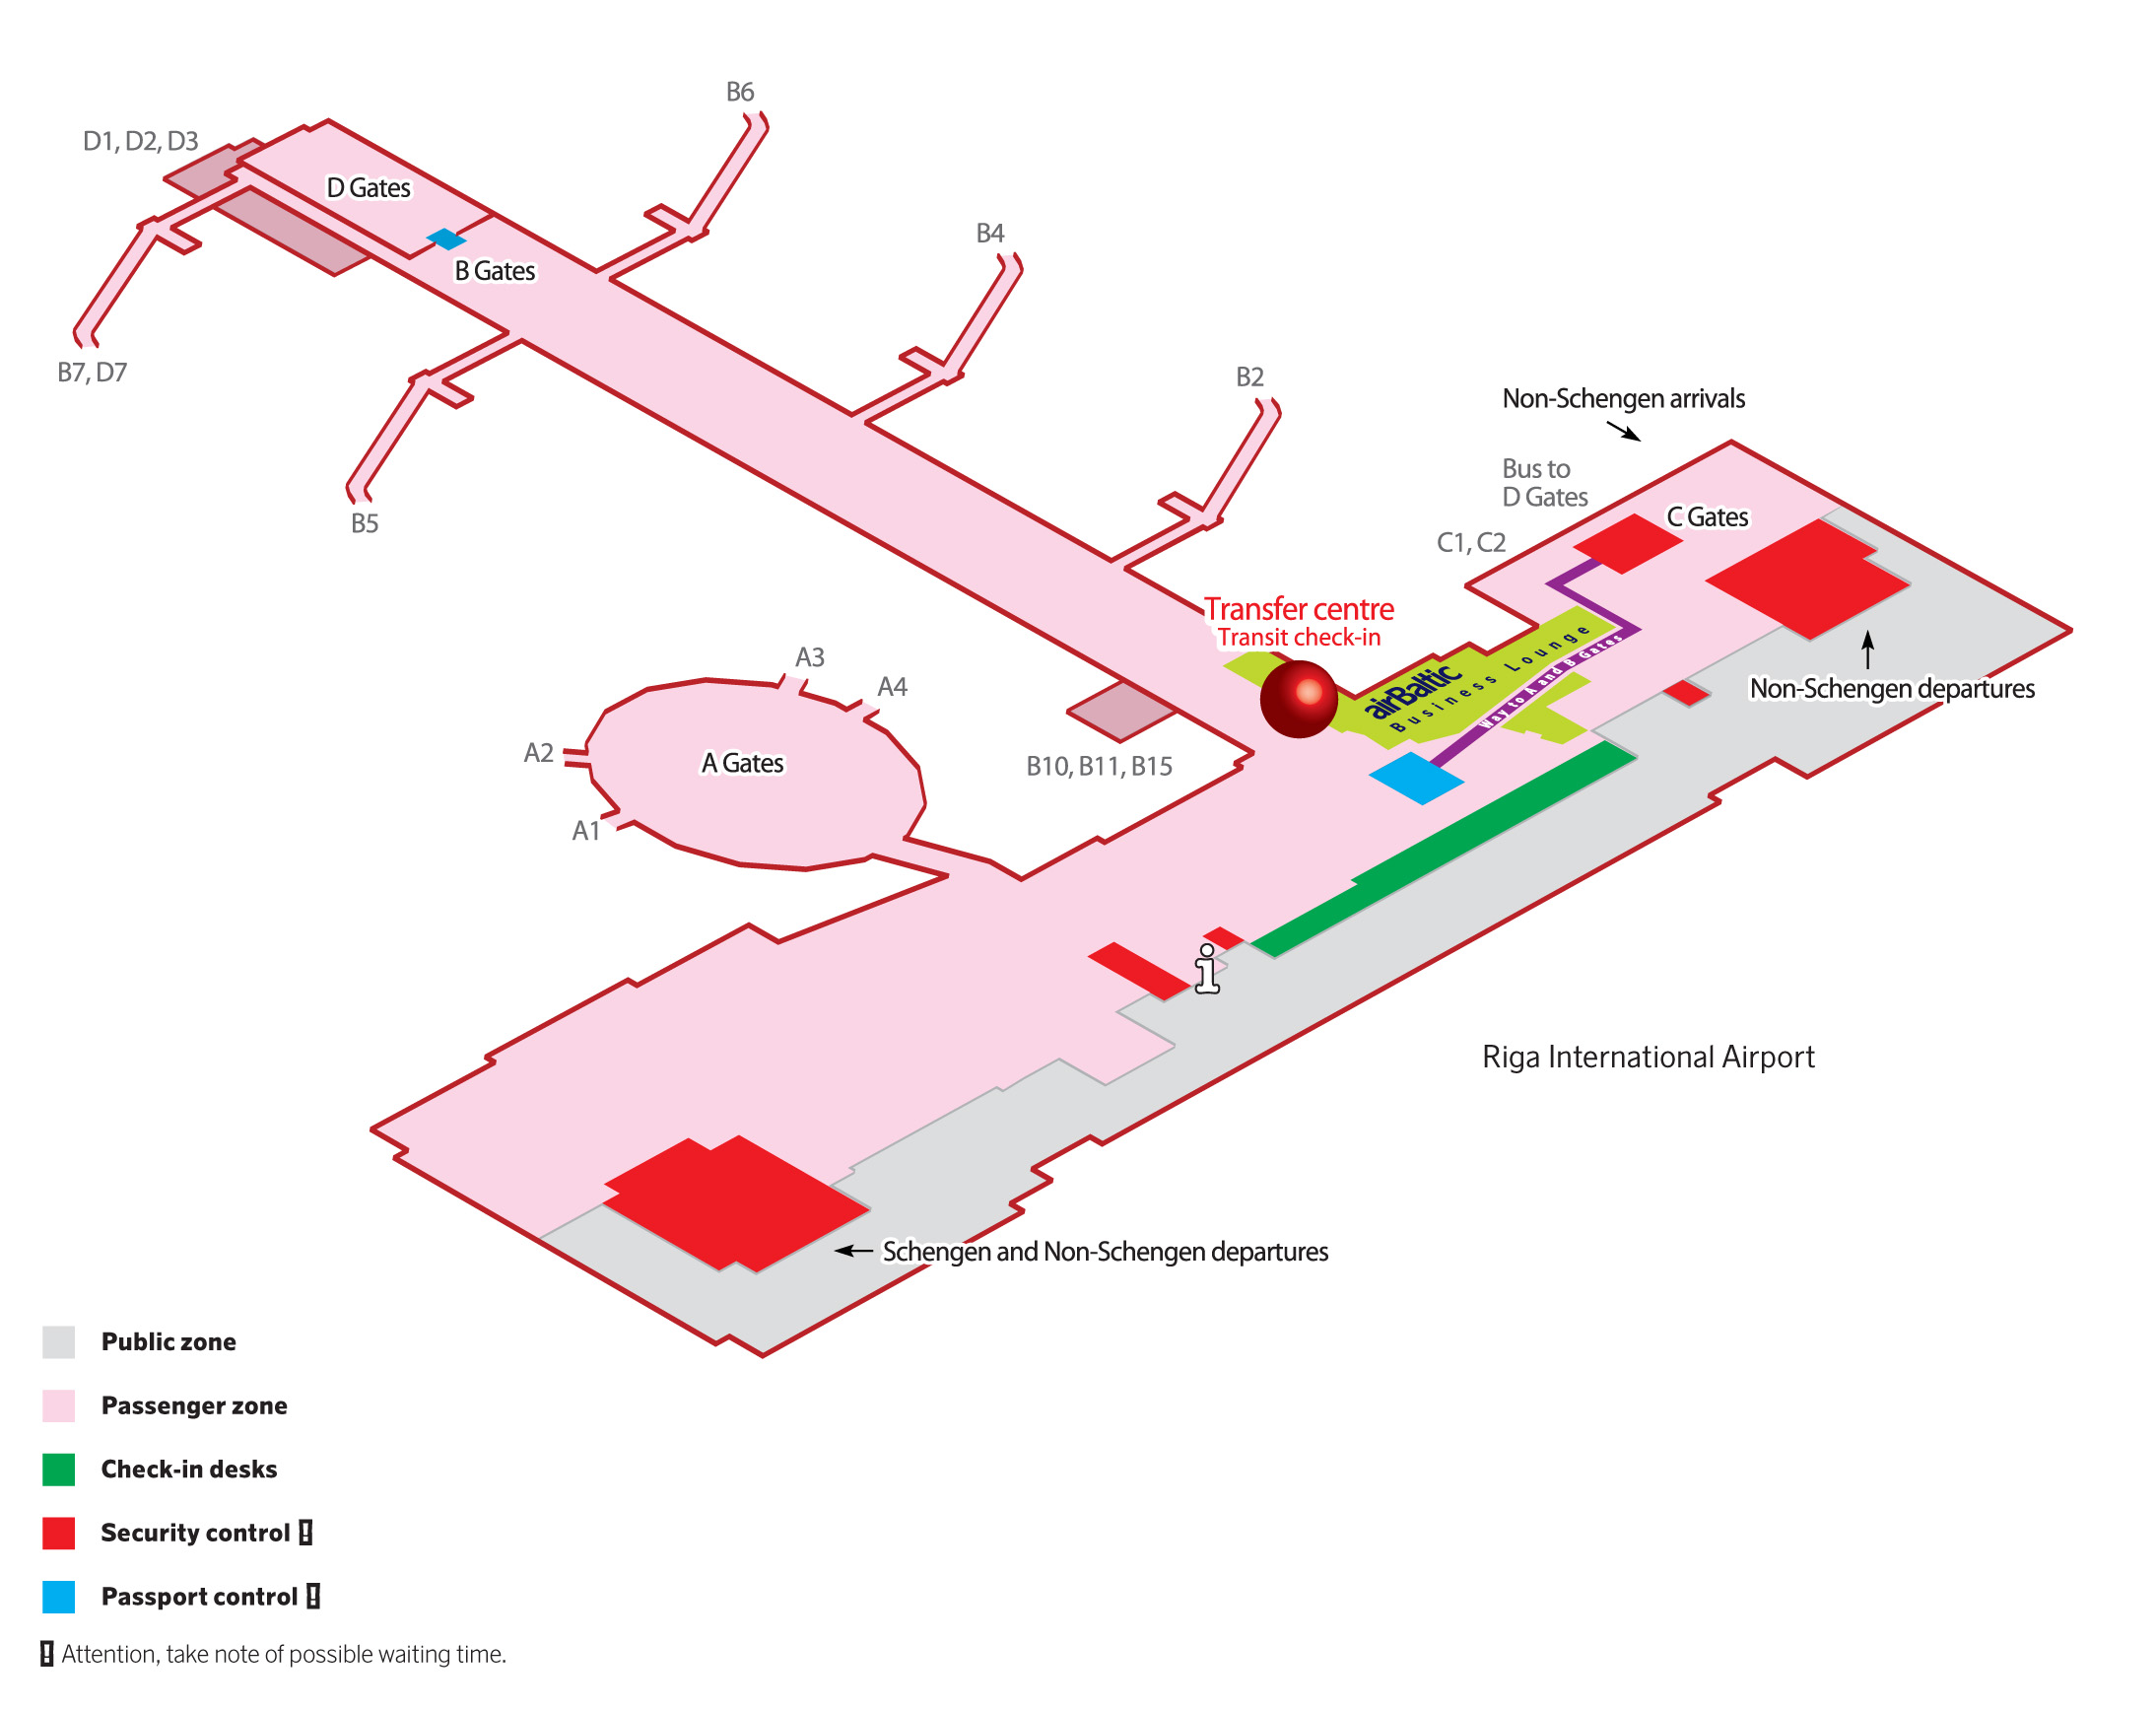 B6
D1, D2, D3
D Gates
B4
B Gates
B7, D7
B2
B5
Non-Schengen arrivals
Bus to
D Gates
C Gates
C1, C2
Transfer centre
Transit check-in
airBaltic
Business Lounge
Way to A and B Gates
Non-Schengen departures
A3
A4
A2
A Gates
B10, B11, B15
A1
i
Riga International Airport
Schengen and Non-Schengen departures
Public zone
Passenger zone
Check-in desks
Security control !
Passport control !
! Attention, take note of possible waiting time.